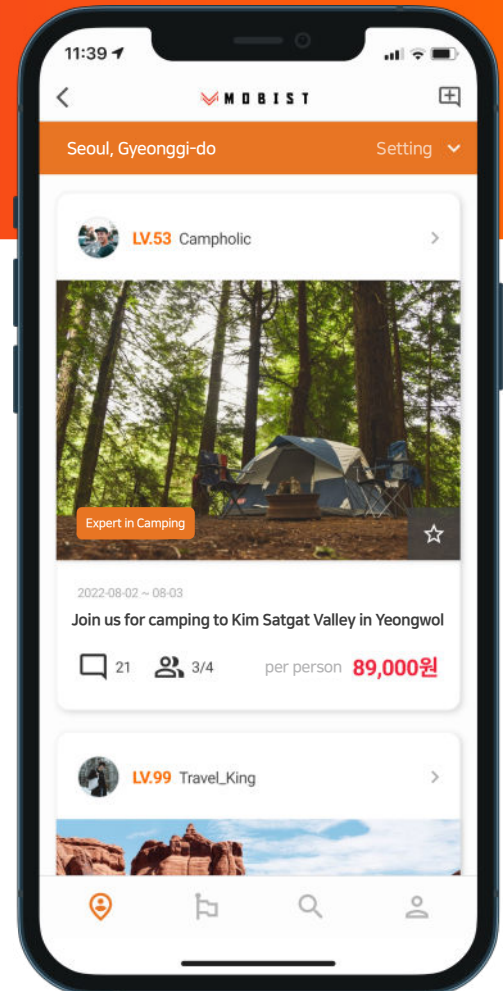 11:39
MOBIST
Seoul, Gyeonggi-do Setting
LV.53 Campholic
Expert in Camping
2022-08-02 ~ 08-03
Join us for camping to Kim Satgat Valley in Yeongwol
21 3/4 per person 89,000원
LV.99 Travel_King